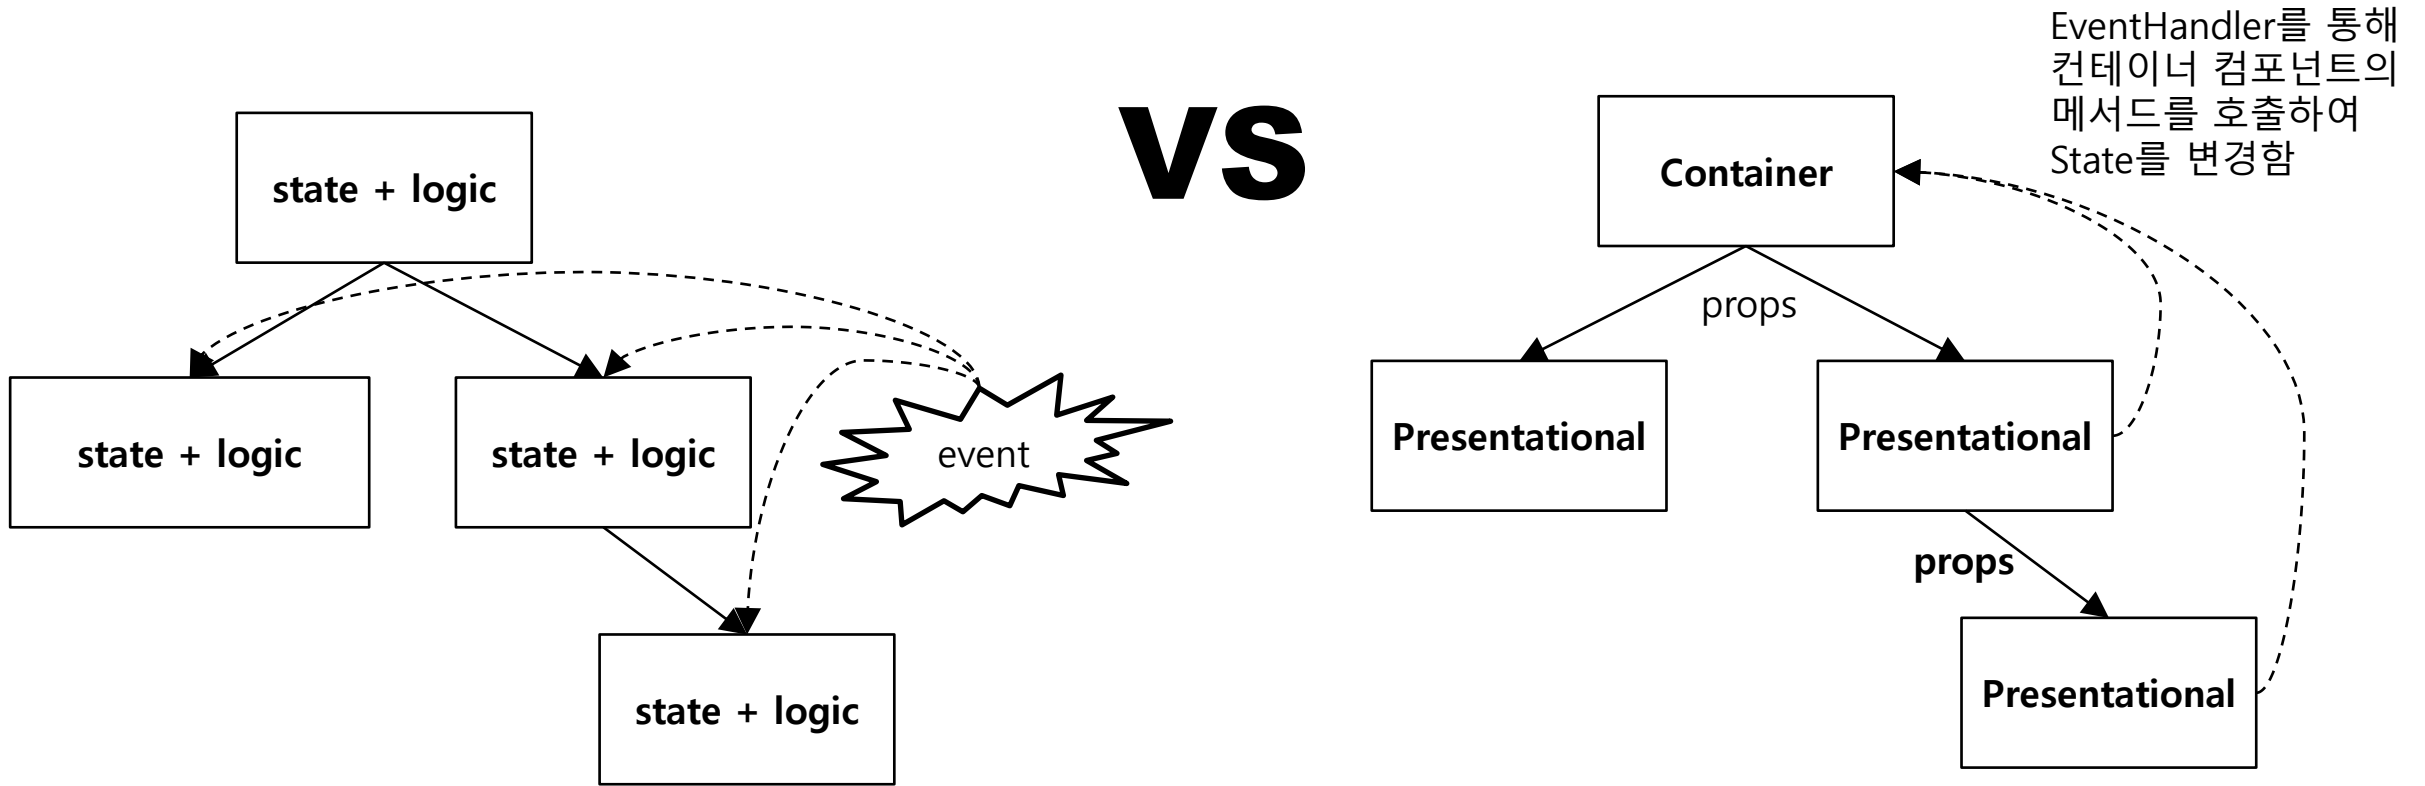 state + logic
state + logic
state + logic
event
state + logic
VS
EventHandler를 통해
컨테이너 컴포넌트의
메서드를 호출하여
State를 변경함
Container
props
Presentational
Presentational
props
Presentational